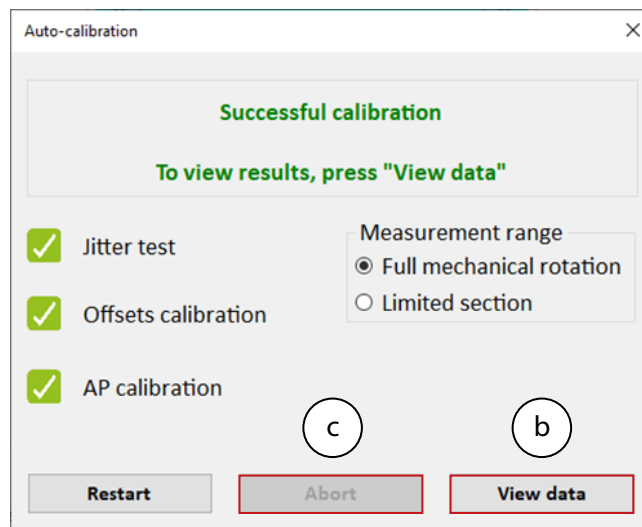 Auto-calibration
Successful calibration
To view results, press "View data"
Jitter test
Offsets calibration
AP calibration
Measurement range
Full mechanical rotation
Limited section
c
b
Restart
Abort
View data